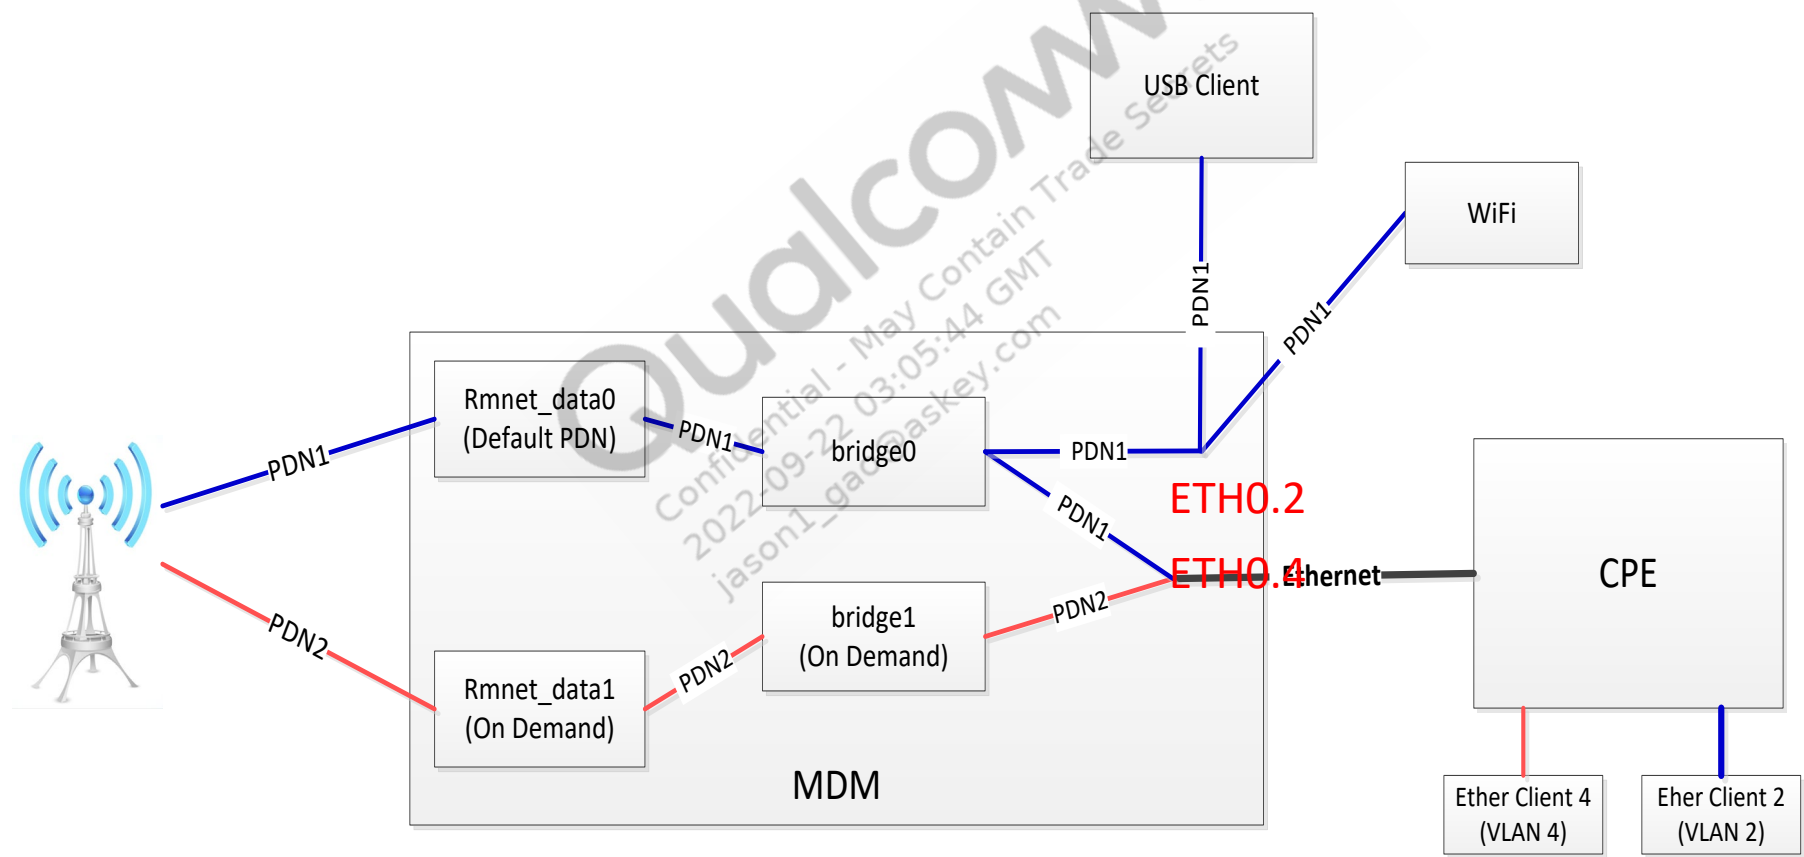 Qualcom
Confidential - May Contain Trade Secrets
2022-09-22 03:05:44 GMT
jason1_gao@askey.com
USB Client
WiFi
PDN1
PDN1
Rmnet_data0
(Default PDN)
PDN1
bridge0
PDN1
PDN1
PDN1
ETH0.2
ETH0.4
Ethernet
CPE
PDN2
Rmnet_data1
(On Demand)
PDN2
bridge1
(On Demand)
PDN2
MDM
Ether Client 4
(VLAN 4)
Eher Client 2
(VLAN 2)